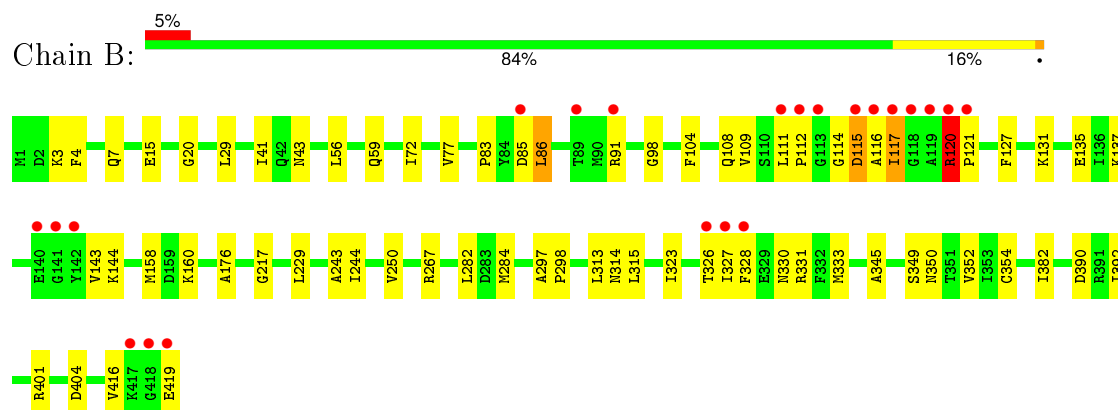 5%
Chain B:
84% 16% •
M1 D2 K3 F4 Q7 E15 G20 L29 I41 Q42 N43 L56 Q59 I72 V77 P83 Y84 D85 L86 T89 M90 R91 G98 F104 Q108 V109 S110 L111 P112 G113 G114 D115 A116 I117 G118 A119 R120 P121 F127 K131 E135 I136 K137
E140 G141 Y142 V143 K144 M158 D159 K160 A176 G217 L229 A243 I244 V250 R267 L282 D283 M284 A297 P298 L313 N314 L315 I323 T326 I327 F328 E329 N330 R331 F332 M333 A345 S349 N350 T351 V352 I353 C354 I382 D390 R391 I392
R401 D404 V416 K417 G418 E419